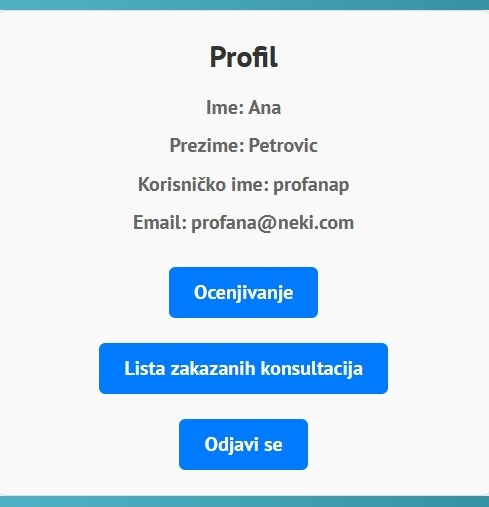 Profil
Ime: Ana
Prezime: Petrovic
Korisničko ime: profanap
Email: profana@neki.com
Ocenjivanje
Lista zakazanih konsultacija
Odjavi se